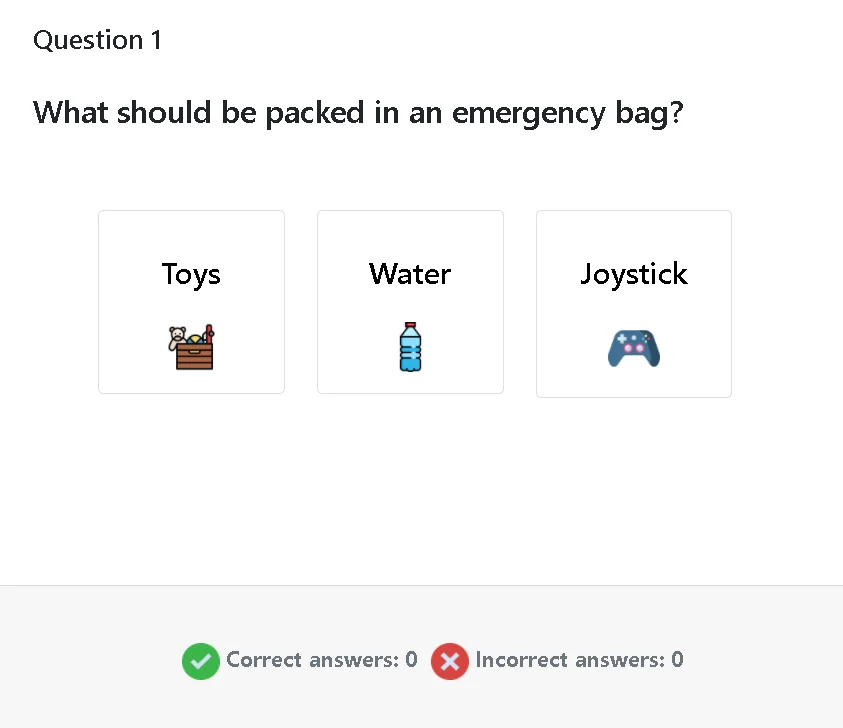 Question 1
What should be packed in an emergency bag?
Toys
Water
Joystick
Correct answers: 0
Incorrect answers: 0